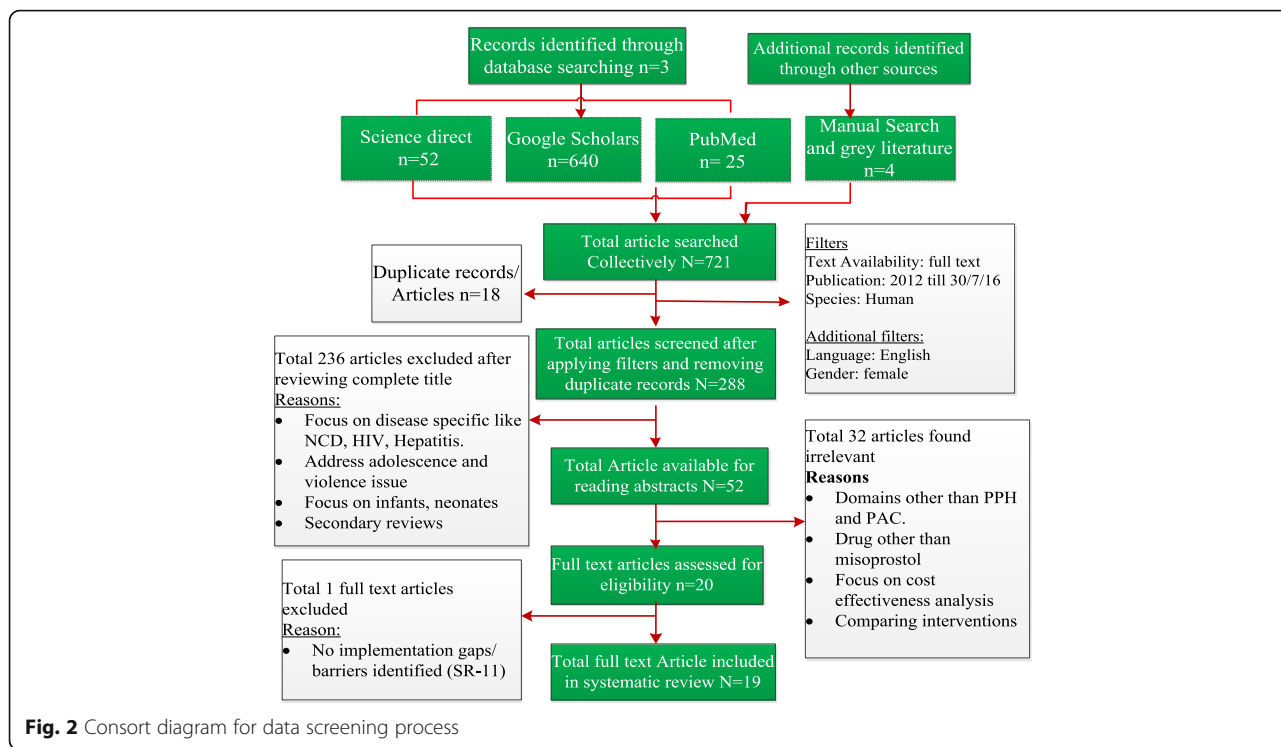 Records identified
through database
searching n=3
Additional records identified
through other sources
Science direct
n=52
Google Scholars
n=640
PubMed
n= 25
Manual Search
and grey literature
n=4
Total article searched
Collectively N=721
Duplicate records/
Articles n=18
Filters
Text Availability: full text
Publication: 2012 till 30/7/16
Species: Human
Additional filters:
Language: English
Gender: female
Total articles screened after
applying filters and removing
duplicate records N=288
Total 236 articles excluded after
reviewing complete title
Reasons:
• Focus on disease specific like
NCD, HIV, Hepatitis.
• Address adolescence and
violence issue
• Focus on infants, neonates
• Secondary reviews
Total Article available for
reading abstracts N=52
Total 32 articles found
irrelevant
Reasons
• Domains other than PPH
and PAC.
• Drug other than
misoprostol
• Focus on cost
effectiveness analysis
• Comparing interventions
Full text articles assessed for
eligibility n=20
Total 1 full text articles
excluded
Reason:
• No implementation gaps/
barriers identified (SR-11)
Total full text Article included
in systematic review N=19
Fig. 2 Consort diagram for data screening process